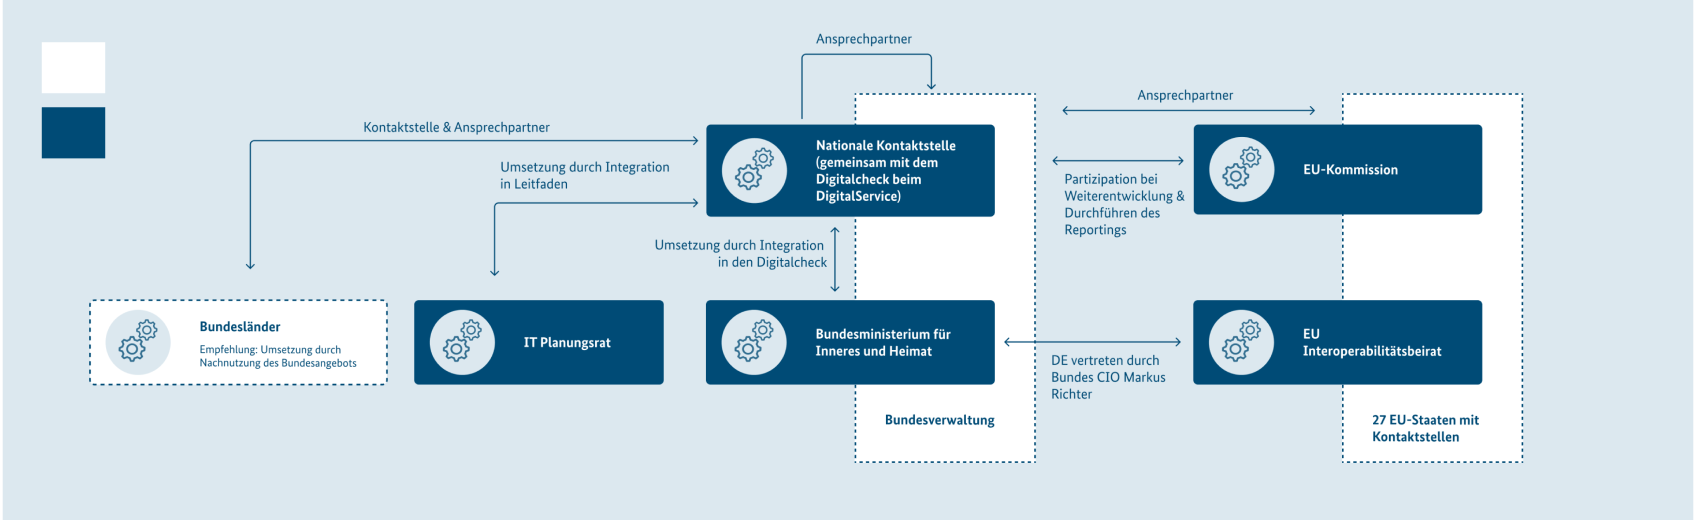 Ansprechpartner
Ansprechpartner
Kontaktstelle & Ansprechpartner
Nationale Kontaktstelle
(gemeinsam mit dem
Digitalcheck beim
DigitalService)
EU-Kommission
Umsetzung durch Integration
in Leitfaden
Partizipation bei
Weiterentwicklung &
Durchführen des
Reportings
Umsetzung durch Integration
in den Digitalcheck
Bundesländer
Empfehlung: Umsetzung durch
Nachnutzung des Bundesangebots
IT Planungsrat
Bundesministerium für
Inneres und Heimat
EU
Interoperabilitätsbeirat
DE vertreten durch
Bundes CIO Markus
Richter
Bundesverwaltung
27 EU-Staaten mit
Kontaktstellen